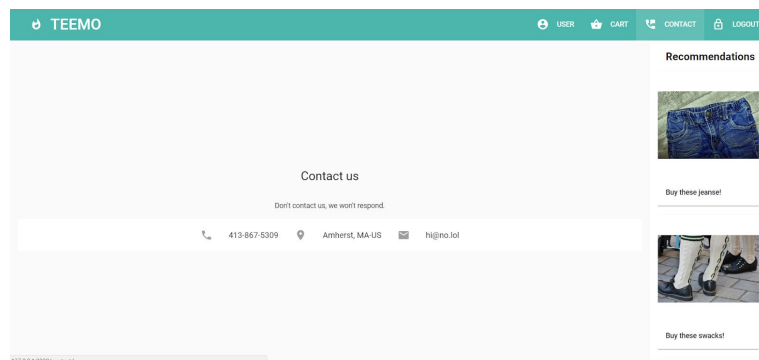 TEEMO
USER
CART
CONTACT
LOGOUT
Recommendations
Contact us
Don't contact us, we won't respond.
413-867-5309
Amherst, MA-US
hi@no.lol
Buy these jeanse!
Buy these swacks!